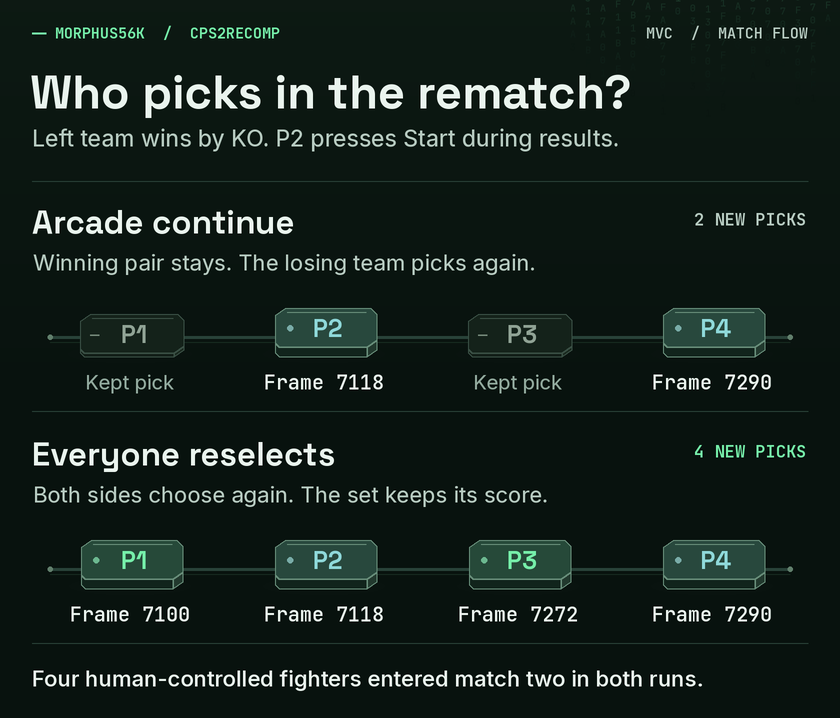 — MORPHUS56K / CPS2RECOMP
MVC / MATCH FLOW
Who picks in the rematch?
Left team wins by KO. P2 presses Start during results.
Arcade continue
2 NEW PICKS
Winning pair stays. The losing team picks again.
– P1
• P2
– P3
• P4
Kept pick
Frame 7118
Kept pick
Frame 7290
Everyone reselects
4 NEW PICKS
Both sides choose again. The set keeps its score.
• P1
• P2
• P3
• P4
Frame 7100
Frame 7118
Frame 7272
Frame 7290
Four human-controlled fighters entered match two in both runs.